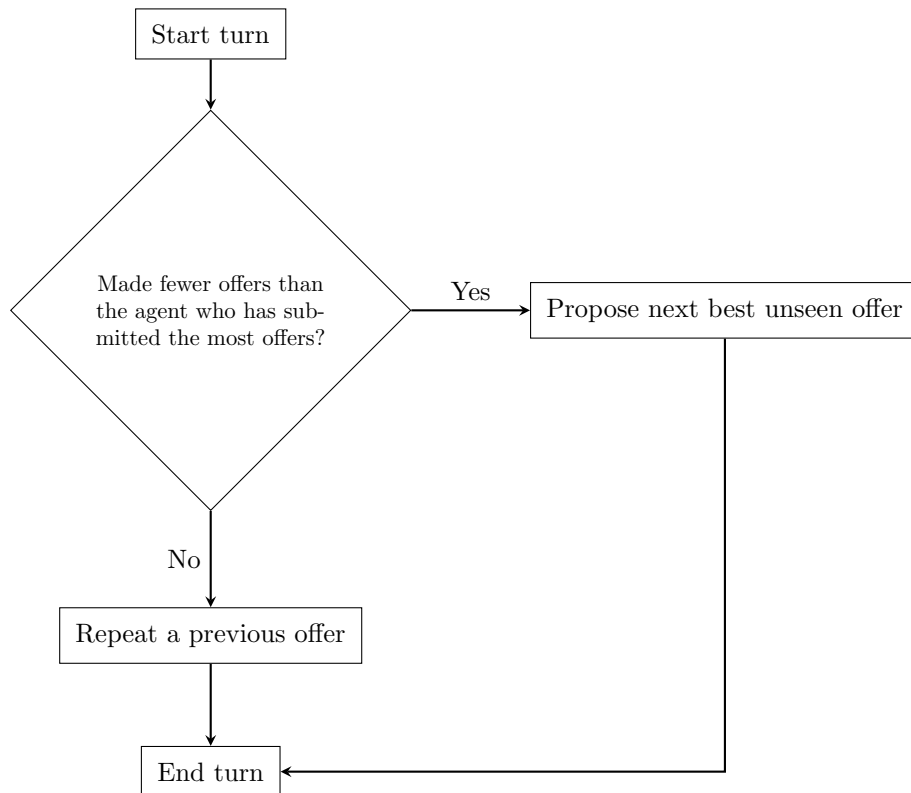 Start turn
Made fewer offers than
the agent who has sub-
mitted the most offers?
Yes
Propose next best unseen offer
No
Repeat a previous offer
End turn